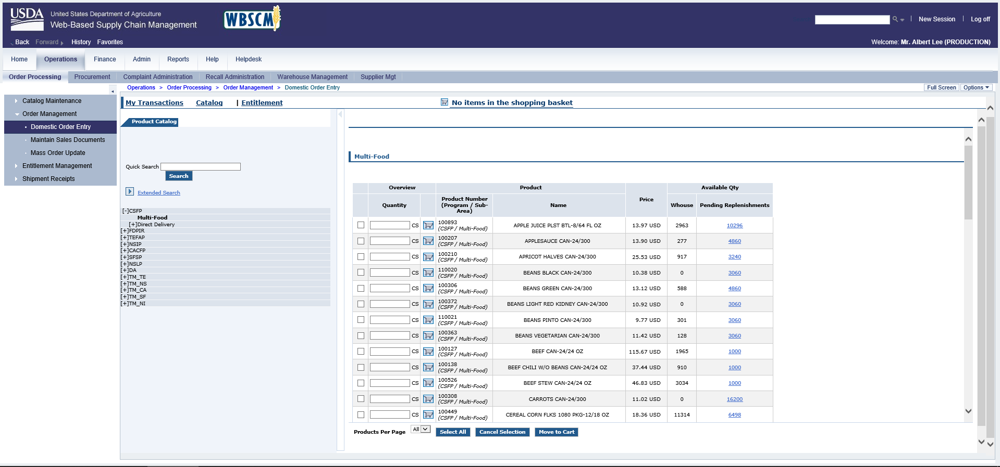 USDA
United States Department of Agriculture
Web-Based Supply Chain Management
WBSCM
New Session
Log off
Back Forward History Favorites
Welcome: Mr. Albert Lee (PRODUCTION)
Home Operations Finance Admin Reports Help Helpdesk
Order Processing Procurement Complaint Administration Recall Administration Warehouse Management Supplier Mgt
Operations > Order Processing > Order Management > Domestic Order Entry
Full Screen Options
Catalog Maintenance
Order Management
Domestic Order Entry
Maintain Sales Documents
Mass Order Update
Entitlement Management
Shipment Receipts
My Transactions Catalog | Entitlement
No items in the shopping basket
Product Catalog
Quick Search
Search
Extended Search
[-]CSFP
Multi-Food
[+]Direct Delivery
[+]FDPIR
[+]TEFAP
[+]NSIP
[+]CACFP
[+]SFSP
[+]NSLP
[+]DA
[+]TM_TE
[+]TM_NS
[+]TM_CA
[+]TM_SF
[+]TM_NI
Multi-Food
Overview Product Price Available Qty
Quantity Product Number (Program / Sub-Area) Name Whouse Pending Replenishments
CS 100893 (CSFP / Multi-Food) APPLE JUICE PLST BTL-8/64 FL OZ 13.97 USD 2963 10296
CS 100207 (CSFP / Multi-Food) APPLESAUCE CAN-24/300 13.90 USD 277 4860
CS 100210 (CSFP / Multi-Food) APRICOT HALVES CAN-24/300 25.53 USD 917 3240
CS 110020 (CSFP / Multi-Food) BEANS BLACK CAN-24/300 10.38 USD 0 3060
CS 100306 (CSFP / Multi-Food) BEANS GREEN CAN-24/300 13.12 USD 588 4860
CS 100372 (CSFP / Multi-Food) BEANS LIGHT RED KIDNEY CAN-24/300 10.92 USD 0 3060
CS 110021 (CSFP / Multi-Food) BEANS PINTO CAN-24/300 9.77 USD 301 3060
CS 100363 (CSFP / Multi-Food) BEANS VEGETARIAN CAN-24/300 11.42 USD 128 3060
CS 100127 (CSFP / Multi-Food) BEEF CAN-24/24 OZ 115.67 USD 1965 1000
CS 100138 (CSFP / Multi-Food) BEEF CHILI W/O BEANS CAN-24/24 OZ 37.44 USD 910 1000
CS 100526 (CSFP / Multi-Food) BEEF STEW CAN-24/24 OZ 46.83 USD 3034 1000
CS 100308 (CSFP / Multi-Food) CARROTS CAN-24/300 11.02 USD 0 16200
CS 100449 (CSFP / Multi-Food) CEREAL CORN FLKS 1080 PKG-12/18 OZ 18.36 USD 11314 6498
Products Per Page All Select All Cancel Selection Move to Cart